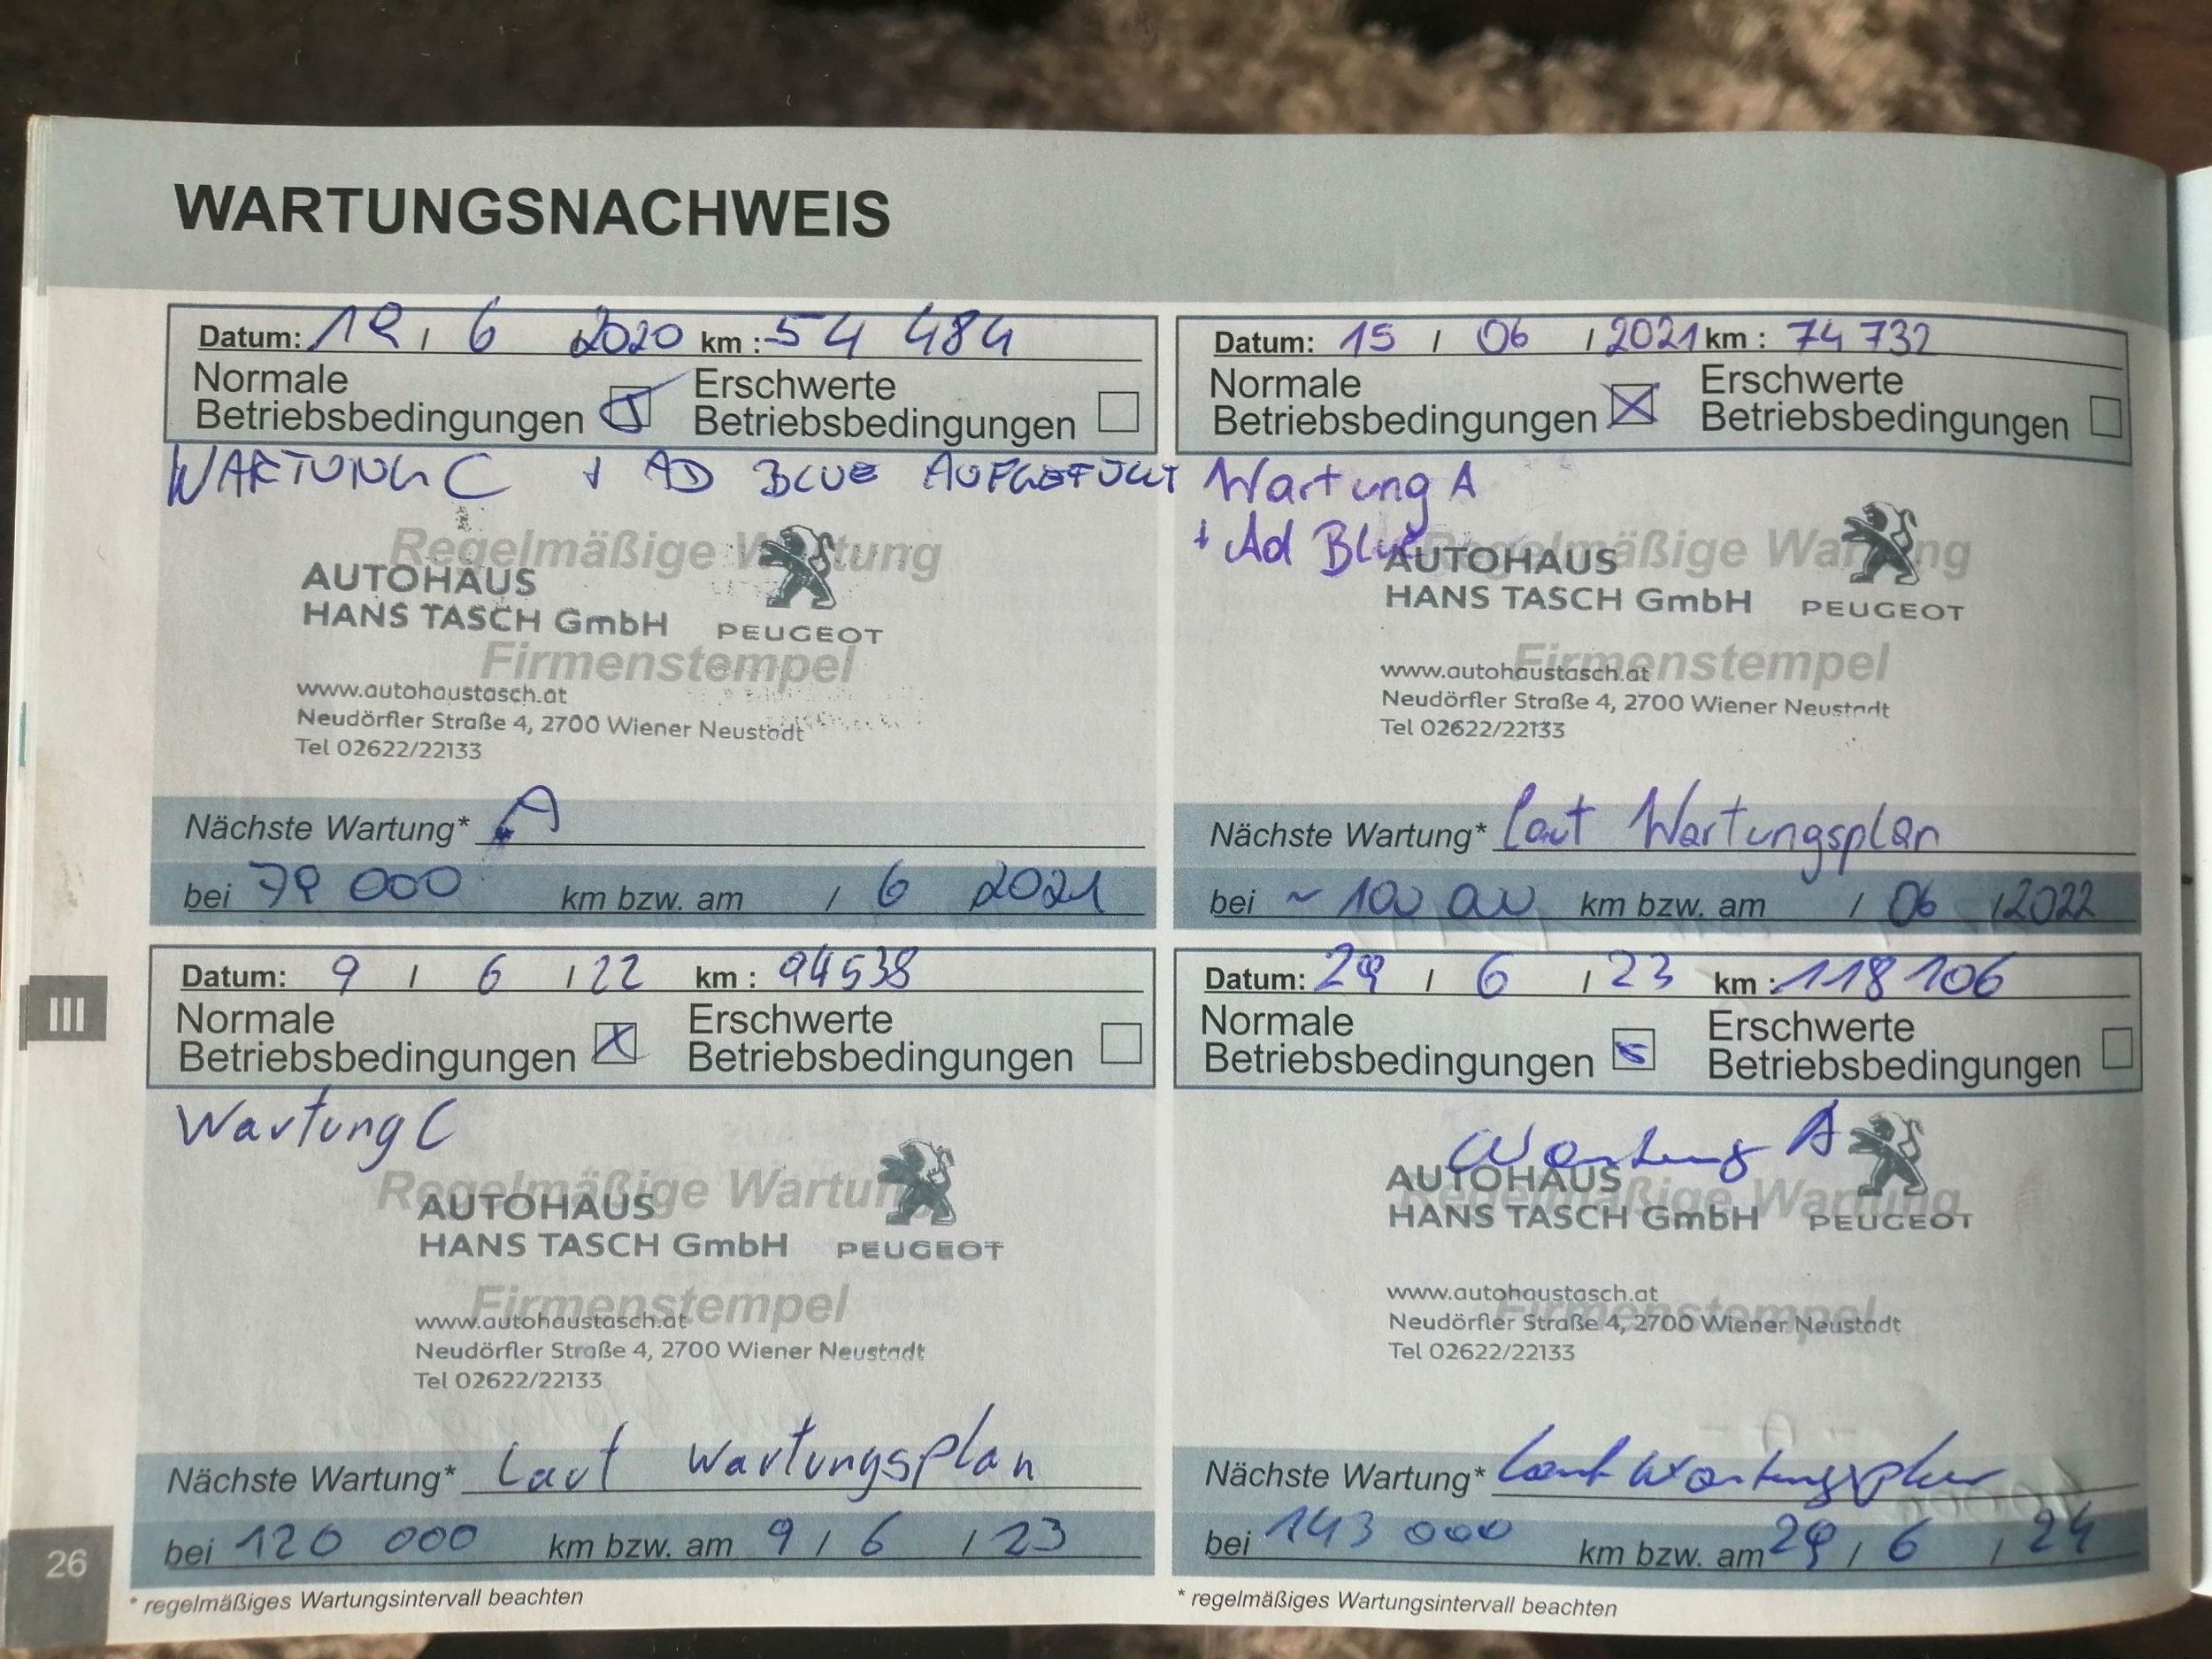 WARTUNGSNACHWEIS
Datum: 19 / 6 2020 km : 54 484
Normale Betriebsbedingungen
Erschwerte Betriebsbedingungen
WARTUNG C + AD BLUE AUFGEFÜLLT
Regelmäßige Wartung
AUTOHAUS
HANS TASCH GmbH PEUGEOT
Firmenstempel
www.autohaustasch.at
Neudörfler Straße 4, 2700 Wiener Neustadt
Tel 02622/22133
Nächste Wartung* A
bei 79 000 km bzw. am / 6 2021
Datum: 15 / 06 / 2021 km : 74 732
Normale Betriebsbedingungen
Erschwerte Betriebsbedingungen
Wartung A
+ Ad Blue
Regelmäßige Wartung
AUTOHAUS
HANS TASCH GmbH PEUGEOT
Firmenstempel
www.autohaustasch.at
Neudörfler Straße 4, 2700 Wiener Neustadt
Tel 02622/22133
Nächste Wartung* laut Wartungsplan
bei ~ 100 000 km bzw. am / 06 / 2022
Datum: 9 / 6 / 22 km : 94538
Normale Betriebsbedingungen
Erschwerte Betriebsbedingungen
Wartung C
Regelmäßige Wartung
AUTOHAUS
HANS TASCH GmbH PEUGEOT
Firmenstempel
www.autohaustasch.at
Neudörfler Straße 4, 2700 Wiener Neustadt
Tel 02622/22133
Nächste Wartung* Laut Wartungsplan
bei 120 000 km bzw. am 9 / 6 / 23
* regelmäßiges Wartungsintervall beachten
Datum: 29 / 6 / 23 km : 118 106
Normale Betriebsbedingungen
Erschwerte Betriebsbedingungen
Wartung A
Regelmäßige Wartung
AUTOHAUS
HANS TASCH GmbH PEUGEOT
Firmenstempel
www.autohaustasch.at
Neudörfler Straße 4, 2700 Wiener Neustadt
Tel 02622/22133
Nächste Wartung* laut Wartungsplan
bei 143 000 km bzw. am 29 / 6 / 24
* regelmäßiges Wartungsintervall beachten
III
26